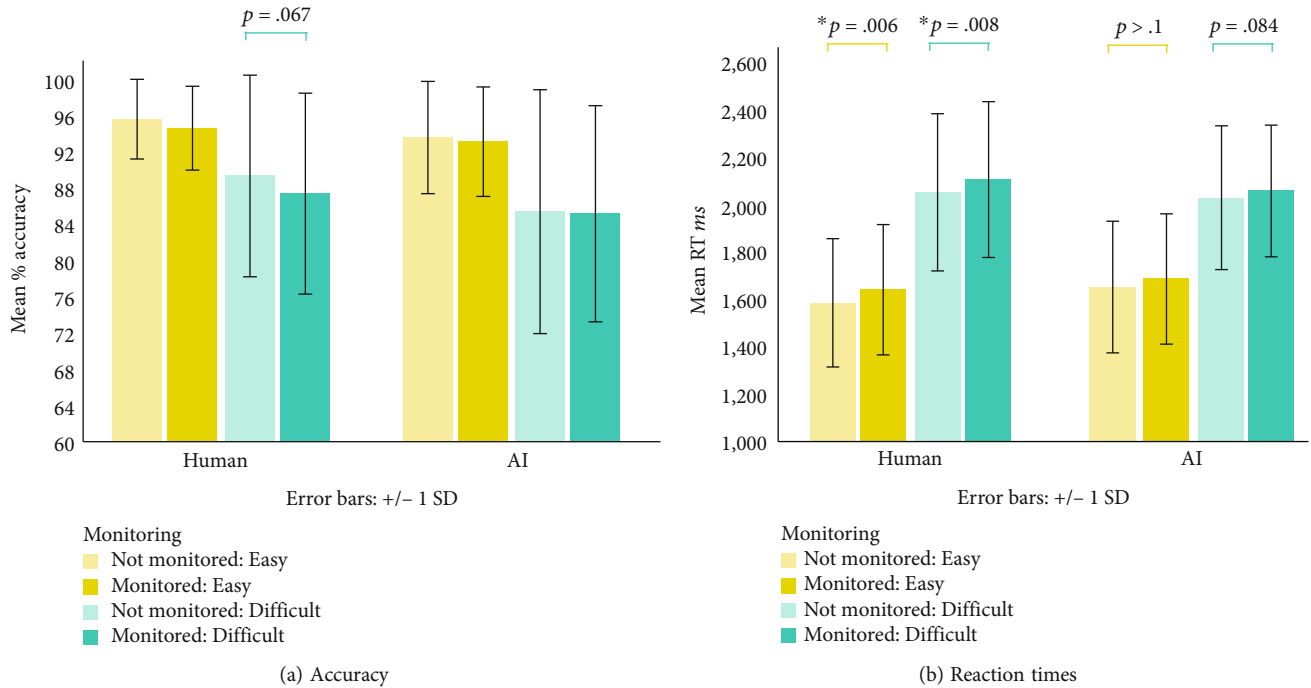 p = .067
100
96
92
88
84
80
76
72
68
64
60
Mean % accuracy
Human
AI
Error bars: +/– 1 SD
Monitoring
Not monitored: Easy
Monitored: Easy
Not monitored: Difficult
Monitored: Difficult
(a) Accuracy
*p = .006
*p = .008
p > .1
p = .084
2,600
2,400
2,200
2,000
1,800
1,600
1,400
1,200
1,000
Mean RT ms
Human
AI
Error bars: +/– 1 SD
Monitoring
Not monitored: Easy
Monitored: Easy
Not monitored: Difficult
Monitored: Difficult
(b) Reaction times